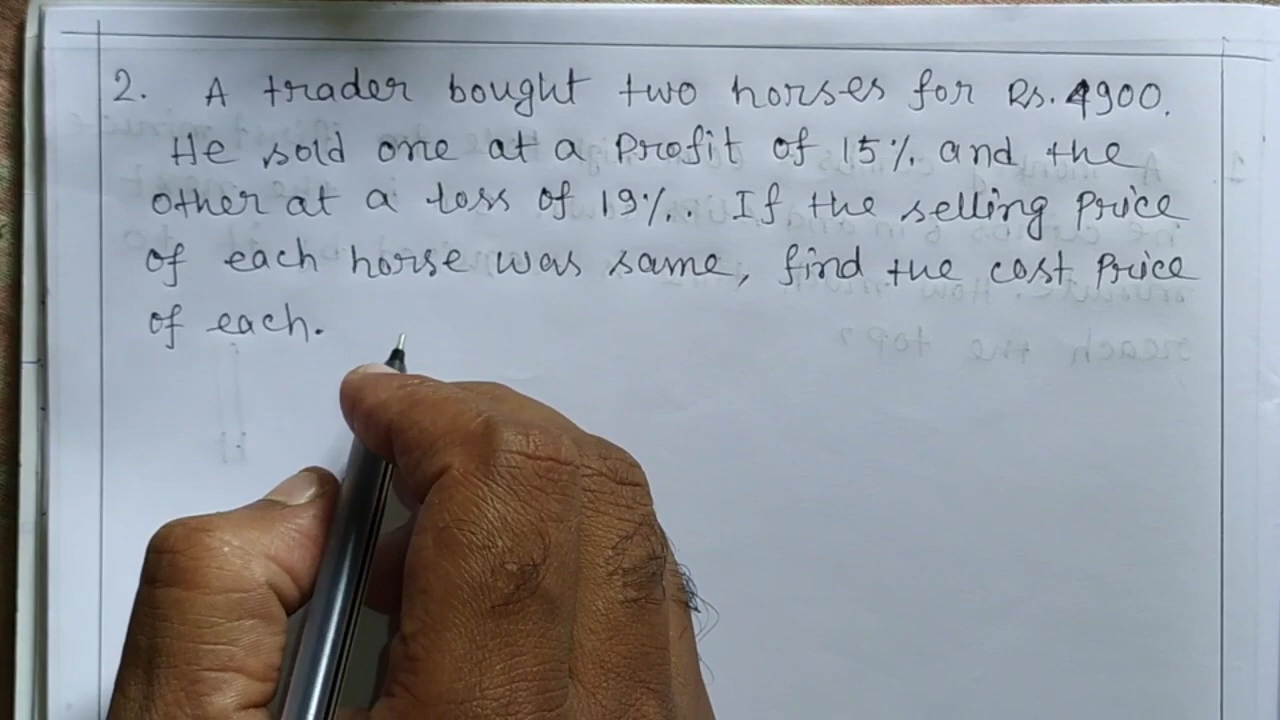 2. A trader bought two horses for Rs. 4900.
He sold one at a Profit of 15% and the
other at a loss of 19%. If the selling Price
of each horse was same, find the cost Price
of each.